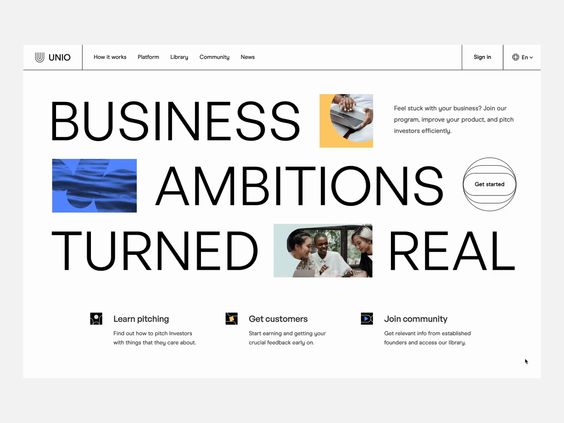 UNIO
How it works Platform Library Community News
Sign in
En
BUSINESS
Feel stuck with your business? Join our
program, improve your product, and pitch
investors efficiently.
AMBITIONS
Get started
TURNED REAL
Learn pitching
Find out how to pitch Investors
with things that they care about.
Get customers
Start earning and getting your
crucial feedback early on.
Join community
Get relevant info from established
founders and access our library.